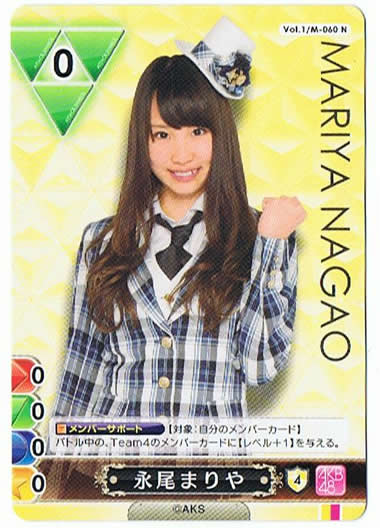 Vol.1/M-060 N
0
MARIYA NAGAO
0
0
0
0
メンバーサポート 【対象:自分のメンバーカード】
バトル中の、Team4のメンバーカードに【レベル+1】を与える。
永尾まりや
4
AKB
48
©AKS